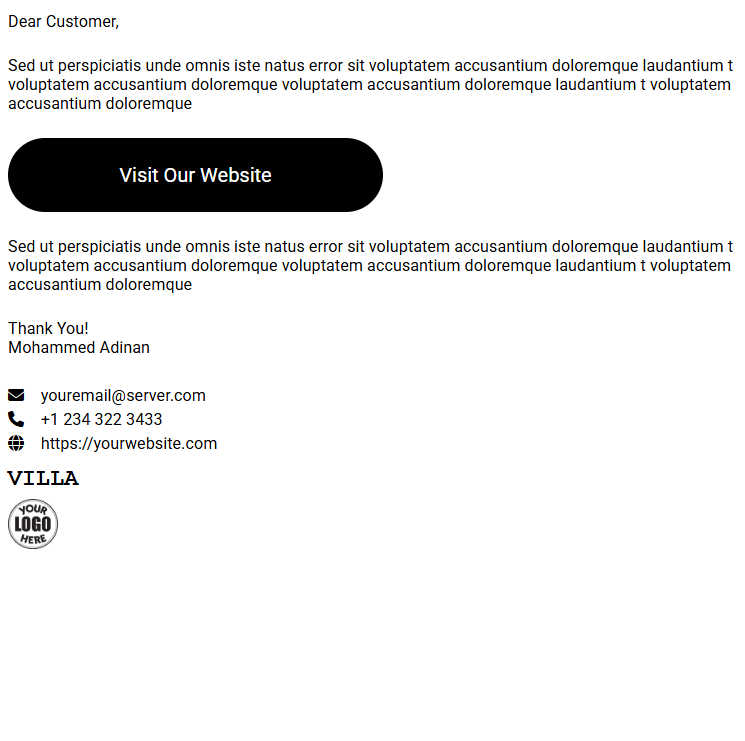 Dear Customer,
Sed ut perspiciatis unde omnis iste natus error sit voluptatem accusantium doloremque laudantium t
voluptatem accusantium doloremque voluptatem accusantium doloremque laudantium t voluptatem
accusantium doloremque
Visit Our Website
Sed ut perspiciatis unde omnis iste natus error sit voluptatem accusantium doloremque laudantium t
voluptatem accusantium doloremque voluptatem accusantium doloremque laudantium t voluptatem
accusantium doloremque
Thank You!
Mohammed Adinan
youremail@server.com
+1 234 322 3433
https://yourwebsite.com
VILLA
YOUR
LOGO
HERE